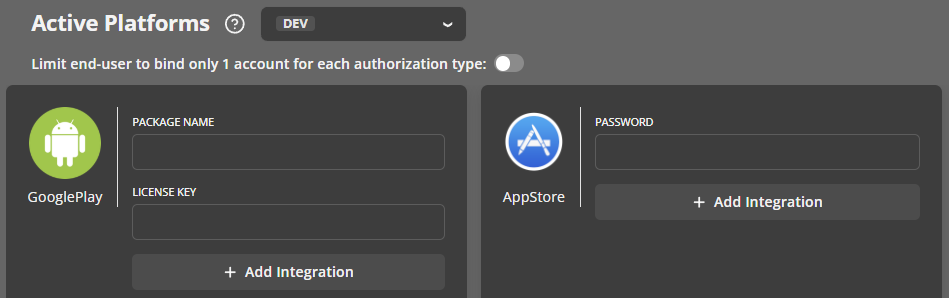 Active Platforms ? DEV
Limit end-user to bind only 1 account for each authorization type:
PACKAGE NAME
LICENSE KEY
GooglePlay
+ Add Integration
PASSWORD
AppStore
+ Add Integration